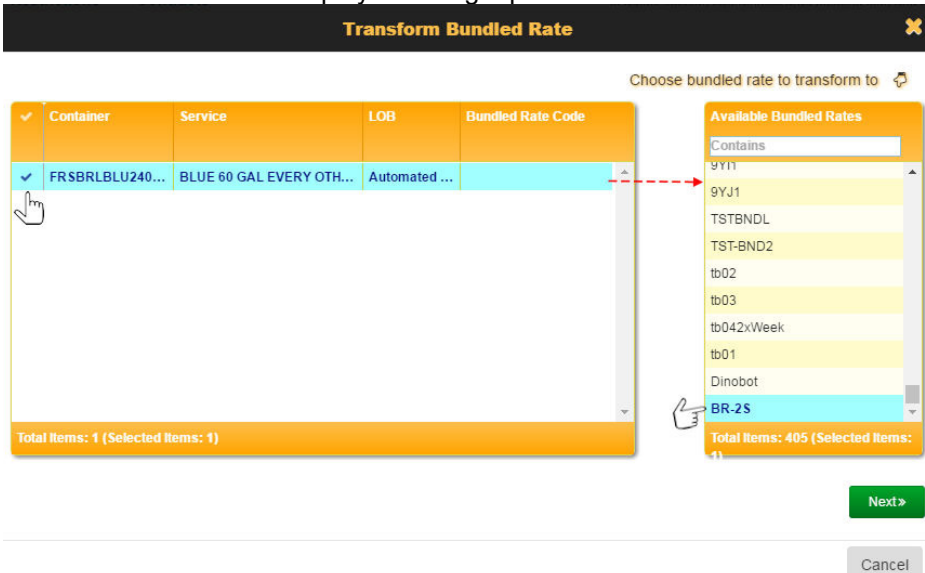 Transform Bundled Rate
Choose bundled rate to transform to
Container Service LOB Bundled Rate Code
FRSBRLBLU240... BLUE 60 GAL EVERY OTH... Automated ...
Total Items: 1 (Selected Items: 1)
Available Bundled Rates
Contains
9YI1
9YJ1
TSTBNDL
TST-BND2
tb02
tb03
tb042xWeek
tb01
Dinobot
BR-2S
Total Items: 405 (Selected Items:
1)
Next»
Cancel